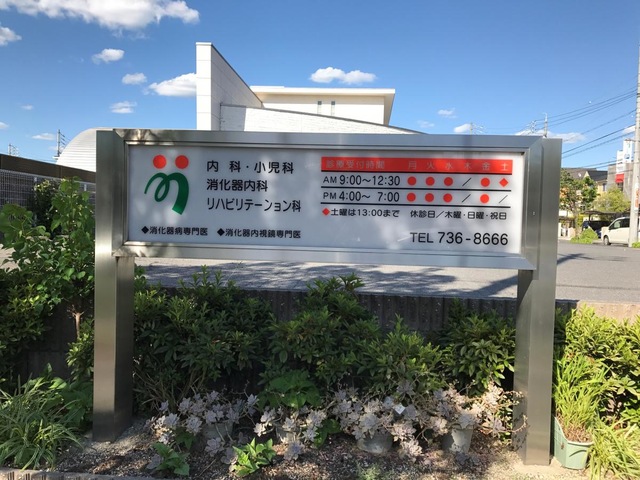 内科・小児科
消化器内科
リハビリテーション科
◆消化器病専門医 ◆消化器内視鏡専門医
診療受付時間 月 火 水 木 金 土
AM 9:00～12:30 ● ● ● / ● ◆
PM 4:00～ 7:00 ● ● ● / ● /
◆土曜は13:00まで 休診日/木曜・日曜・祝日
TEL 736-8666